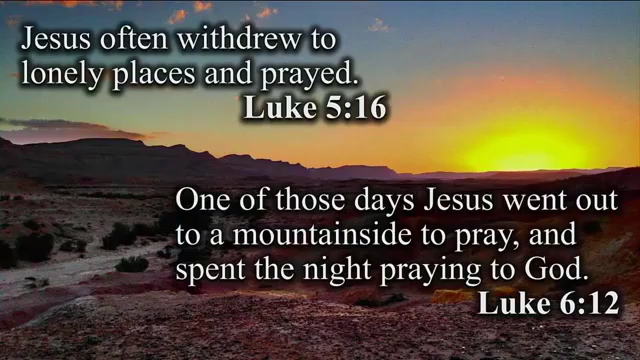 Jesus often withdrew to
lonely places and prayed.
Luke 5:16
One of those days Jesus went out
to a mountainside to pray, and
spent the night praying to God.
Luke 6:12